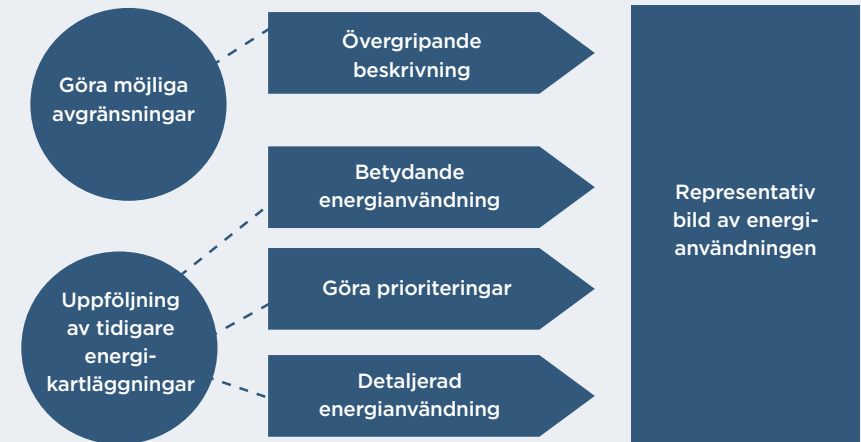 Göra möjliga
avgränsningar
Övergripande
beskrivning
Betydande
energianvändning
Uppföljning
av tidigare
energi-
kartläggningar
Göra prioriteringar
Detaljerad
energianvändning
Representativ
bild av energi-
användningen